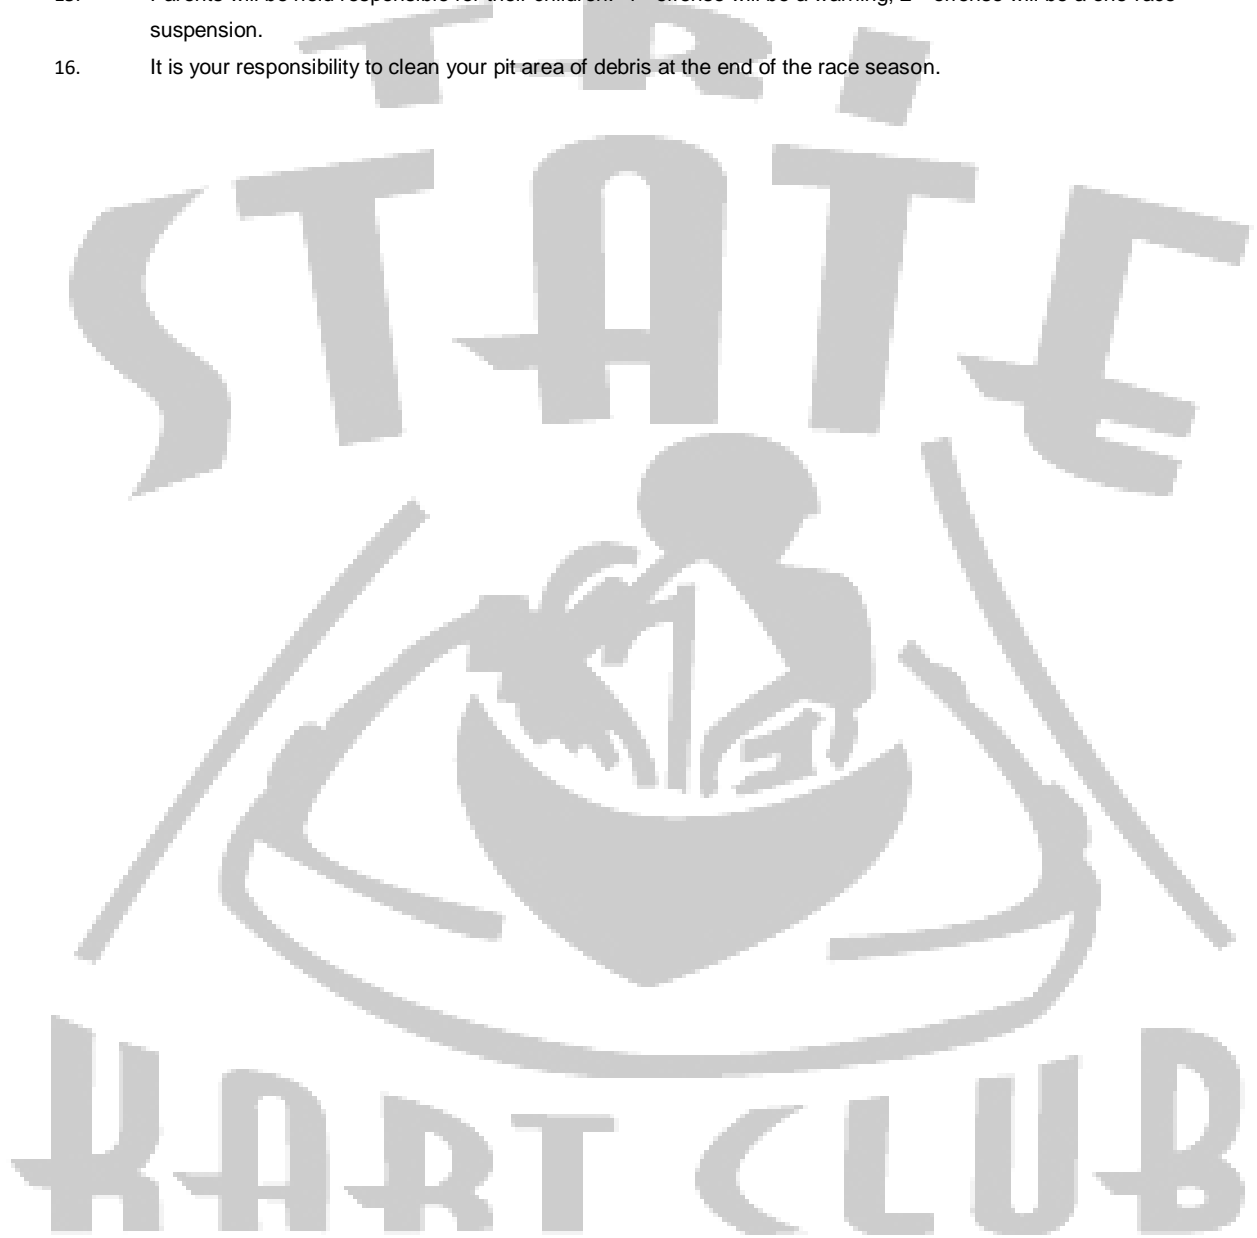 15. Parents will be held responsible for their children. offense will be a warning, offense will be a one race
suspension.
16. It is your responsibility to clean your pit area of debris at the end of the race season.
TRI
STATE
KART CLUB